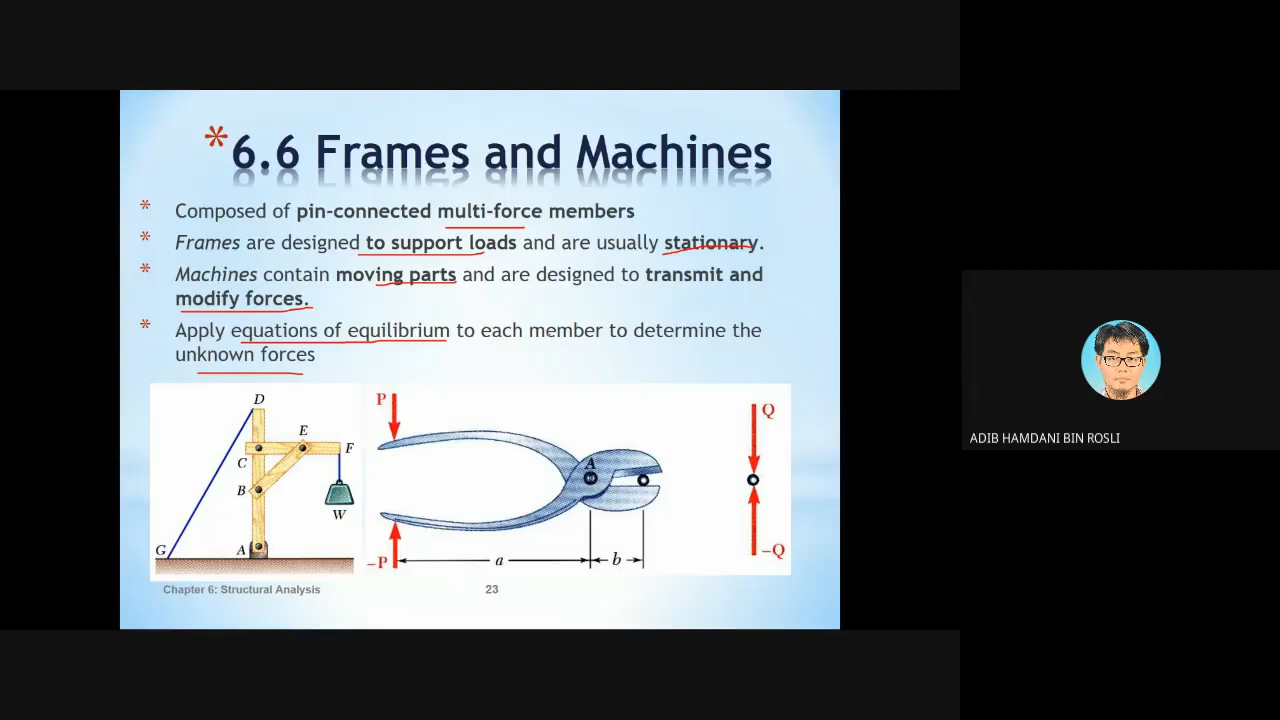 *6.6 Frames and Machines
* Composed of pin-connected multi-force members
* Frames are designed to support loads and are usually stationary.
* Machines contain moving parts and are designed to transmit and
modify forces.
* Apply equations of equilibrium to each member to determine the
unknown forces
D
E
C
F
B
W
G
A
P
A
-P
a
b
Q
-Q
Chapter 6: Structural Analysis
23
ADIB HAMDANI BIN ROSLI